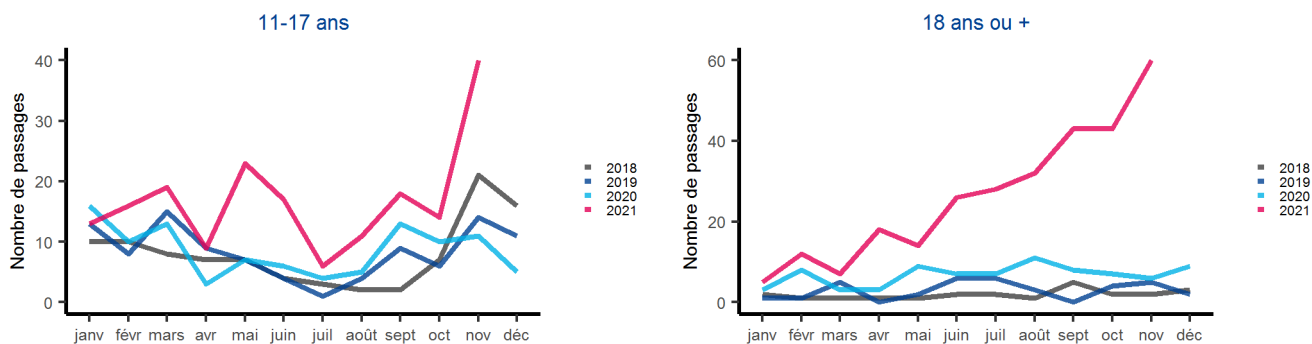 11-17 ans
Nombre de passages
40
30
20
10
0
janv févr mars avr mai juin juil août sept oct nov déc
2018
2019
2020
2021
18 ans ou +
Nombre de passages
60
40
20
0
janv févr mars avr mai juin juil août sept oct nov déc
2018
2019
2020
2021